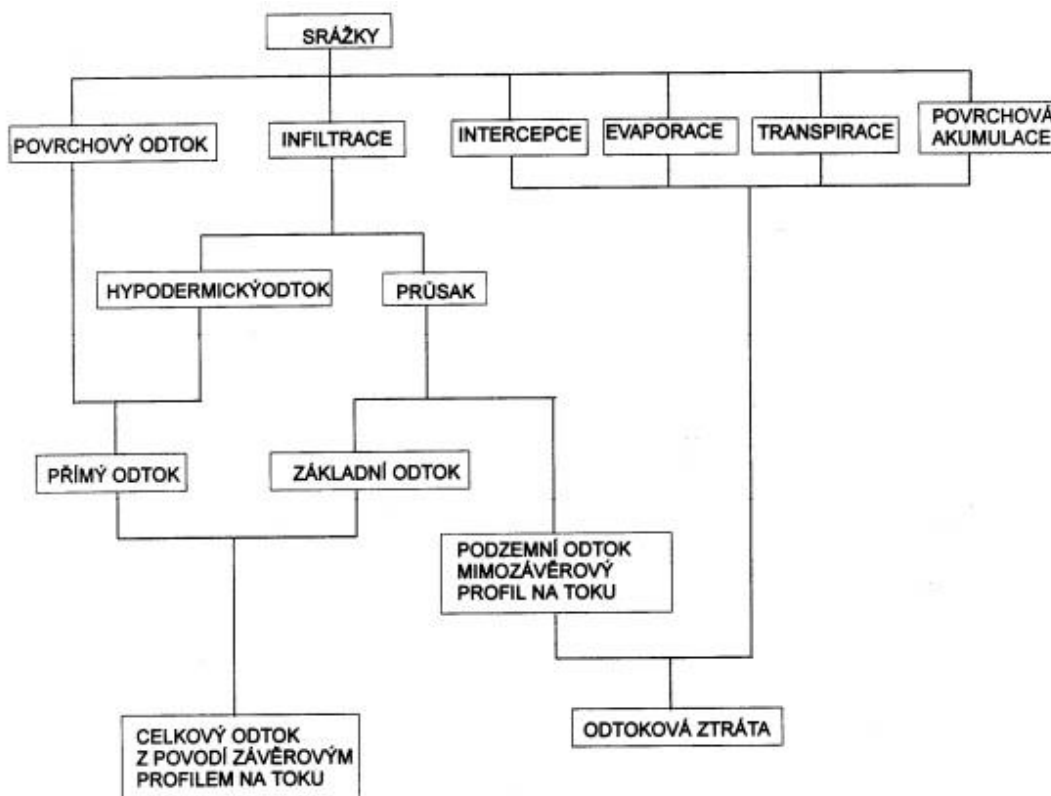 SRÁŽKY
POVRCHOVÝ ODTOK
INFILTRACE
INTERCEPCE
EVAPORACE
TRANSPIRACE
POVRCHOVÁ
AKUMULACE
HYPODERMICKÝODTOK
PRŮSAK
PŘÍMÝ ODTOK
ZÁKLADNÍ ODTOK
PODZEMNÍ ODTOK
MIMOZÁVĚROVÝ
PROFIL NA TOKU
CELKOVÝ ODTOK
Z POVODÍ ZÁVĚROVÝM
PROFILEM NA TOKU
ODTOKOVÁ ZTRÁTA